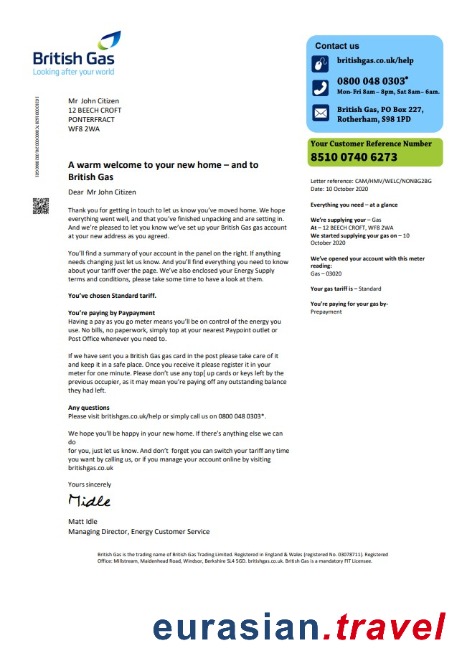 British Gas
Looking after your world
Contact us
britishgas.co.uk/help
0800 048 0303*
Mon- Fri 8am – 8pm, Sat 8am– 6am.
British Gas, PO Box 227,
Rotherham, S98 1PD
Your Customer Reference Number
8510 0740 6273
Mr John Citizen
12 BEECH CROFT
PONTERFRACT
WF8 2WA
Letter reference: CAM/HMV/WELC/NONBG2BG
Date: 10 October 2020
Everything you need – at a glance
We're supplying your – Gas
At – 12 BEECH CROFT, WF8 2WA
We started supplying your gas on – 10
October 2020
We've opened your account with this meter
reading:
Gas – 03020
Your gas tariff is – Standard
You're paying for your gas by-
Prepayment
A warm welcome to your new home – and to
British Gas
Dear Mr John Citizen
Thank you for getting in touch to let us know you've moved home. We hope
everything went well, and that you've finished unpacking and are setting in.
And we're pleased to let you know we've set up your British Gas gas account
at your new address as you agreed.
You'll find a summary of your account in the panel on the right. If anything
needs changing just let us know. And you'll find everything you need to know
about your tariff over the page. We've also enclosed your Energy Supply
terms and conditions, please take some time to have a look at them.
You've chosen Standard tariff.
You're paying by Paypayment
Having a pay as you go meter means you'll be on control of the energy you
use. No bills, no paperwork, simply top at your nearest Paypoint outlet or
Post Office whenever you need to.
If we have sent you a British Gas gas card in the post please take care of it
and keep it in a safe place. Once you receive it please register it in your
meter for one minute. Please don't use any top[ up cards or keys left by the
previous occupier, as it may mean you're paying off any outstanding balance
they had left.
Any questions
Please visit britishgas.co.uk/help or simply call us on 0800 048 0303*.
We hope you'll be happy in your new home. If there's anything else we can
do
for you, just let us know. And don't forget you can switch your tariff any time
you want by calling us, or if you manage your account online by visiting
britishgas.co.uk
Yours sincerely
Midle
Matt Idle
Managing Director, Energy Customer Service
British Gas is the trading name of British Gas Trading Limited. Registered in England & Wales (registered No. 03078711). Registered
Office: Millstream, Maidenhead Road, Windsor, Berkshire SL4 5GD. britishgas.co.uk. British Gas is a mandatory FIT Licensee.
eurasian.travel